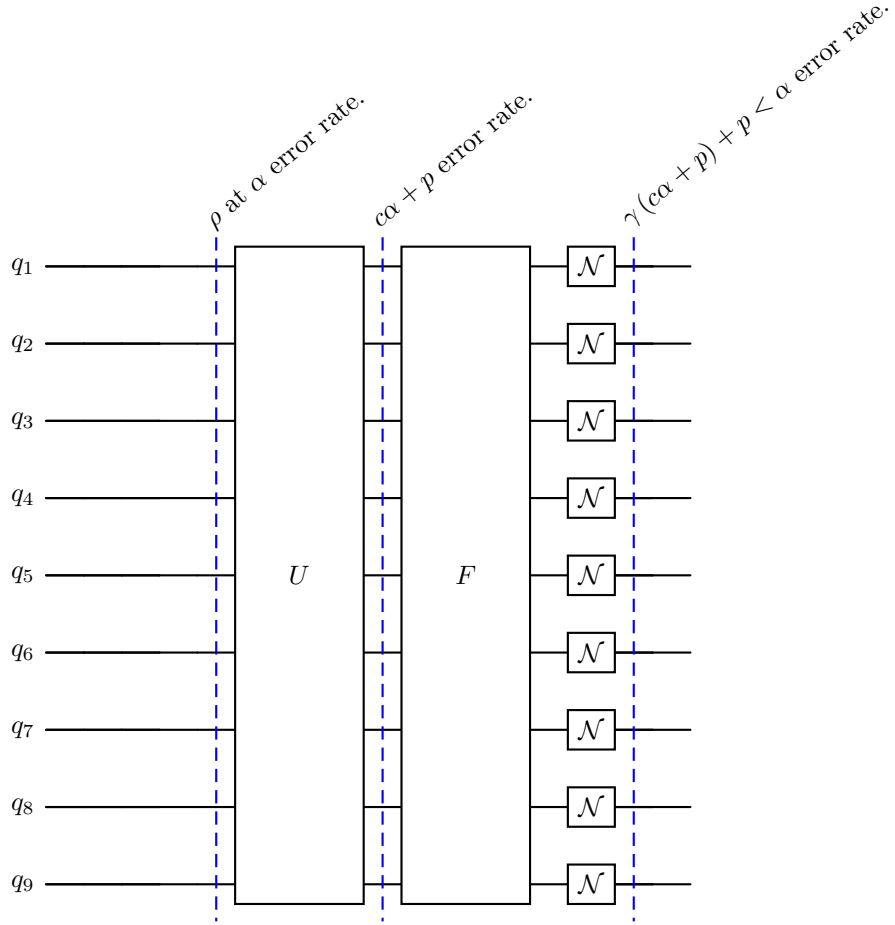 ρ at α error rate.
cα + p error rate.
γ (cα + p) + p < α error rate.
q₁ 𝒩
q₂ 𝒩
q₃ 𝒩
q₄ 𝒩
q₅ U F 𝒩
q₆ 𝒩
q₇ 𝒩
q₈ 𝒩
q₉ 𝒩